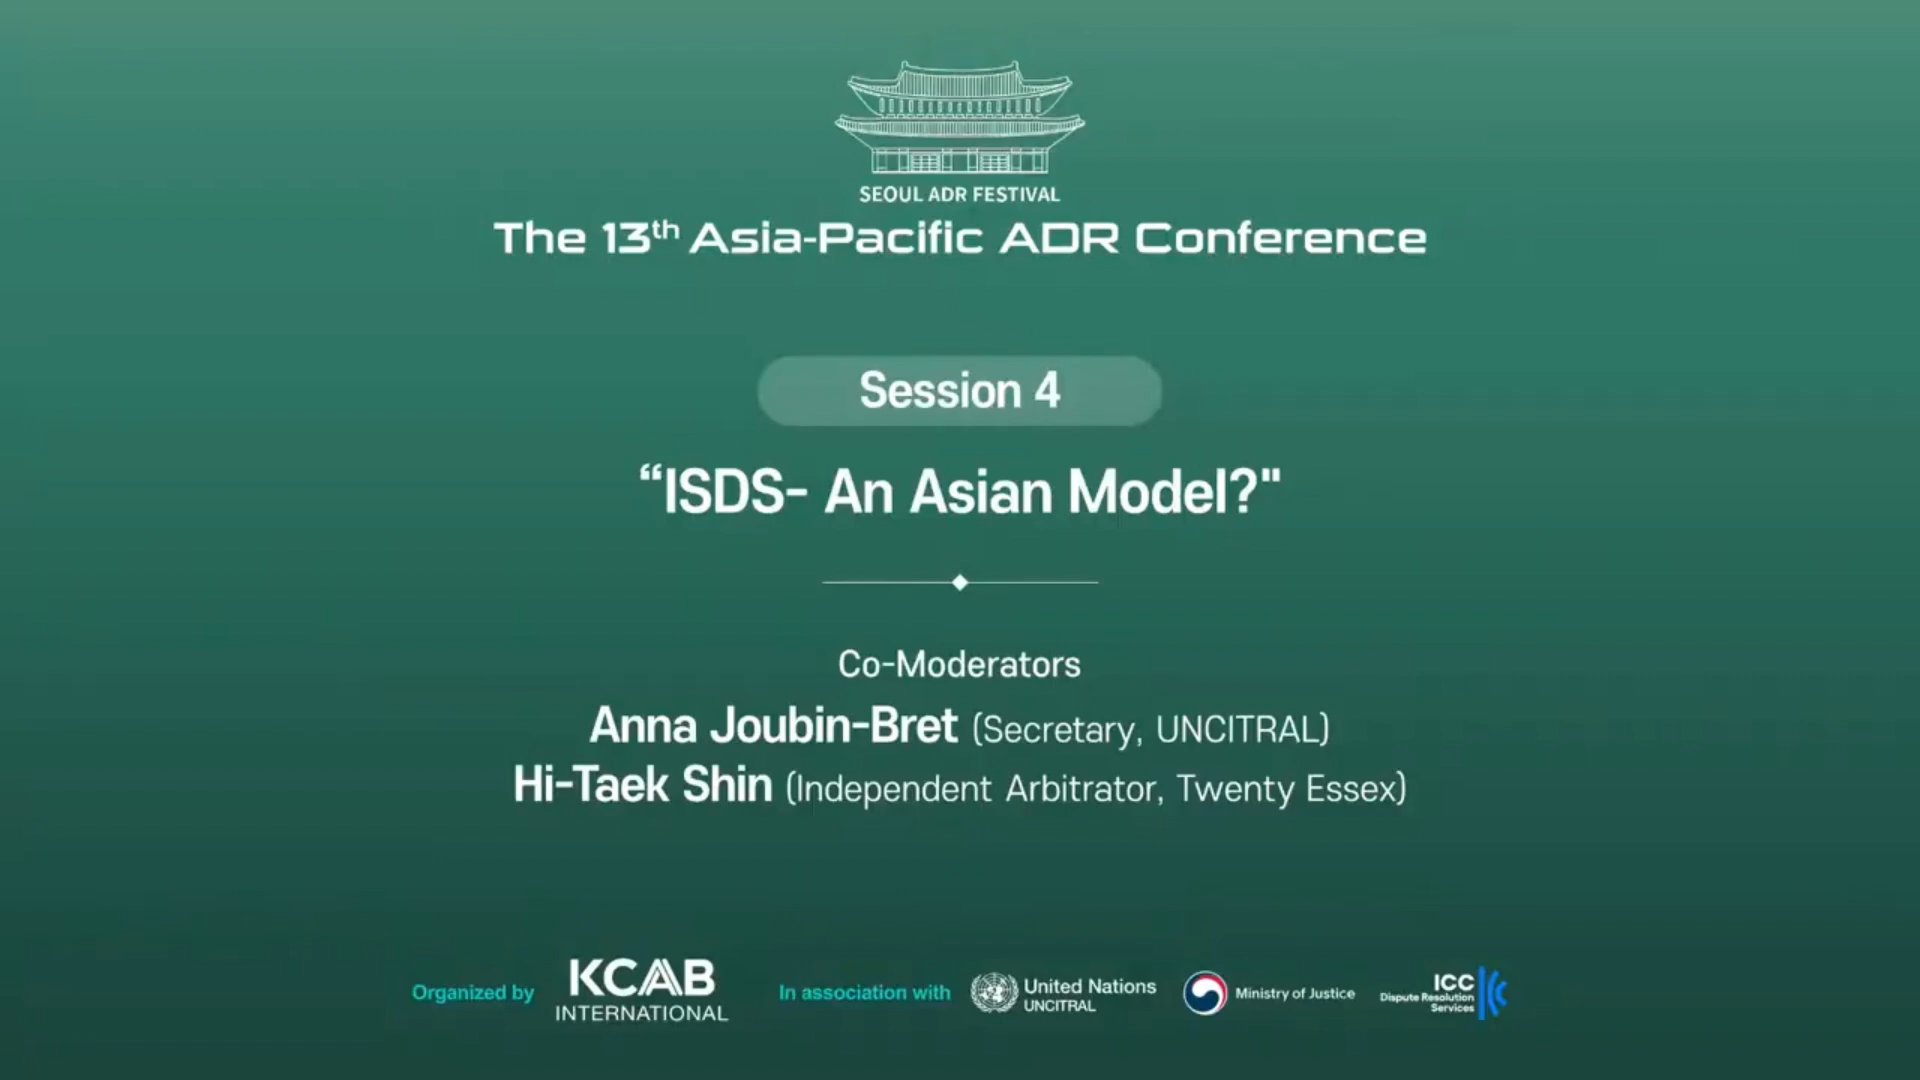 SEOUL ADR FESTIVAL
The 13th Asia-Pacific ADR Conference
Session 4
“ISDS- An Asian Model?"
Co-Moderators
Anna Joubin-Bret (Secretary, UNCITRAL)
Hi-Taek Shin (Independent Arbitrator, Twenty Essex)
Organized by
KCAB
INTERNATIONAL
In association with
United Nations
UNCITRAL
Ministry of Justice
ICC
Dispute Resolution
Services